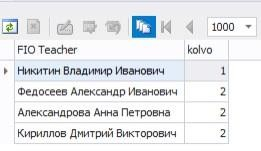 1000
FIO Teacher kolvo
Никитин Владимир Иванович 1
Федосеев Александр Иванович 2
Александрова Анна Петровна 2
Кириллов Дмитрий Викторович 2